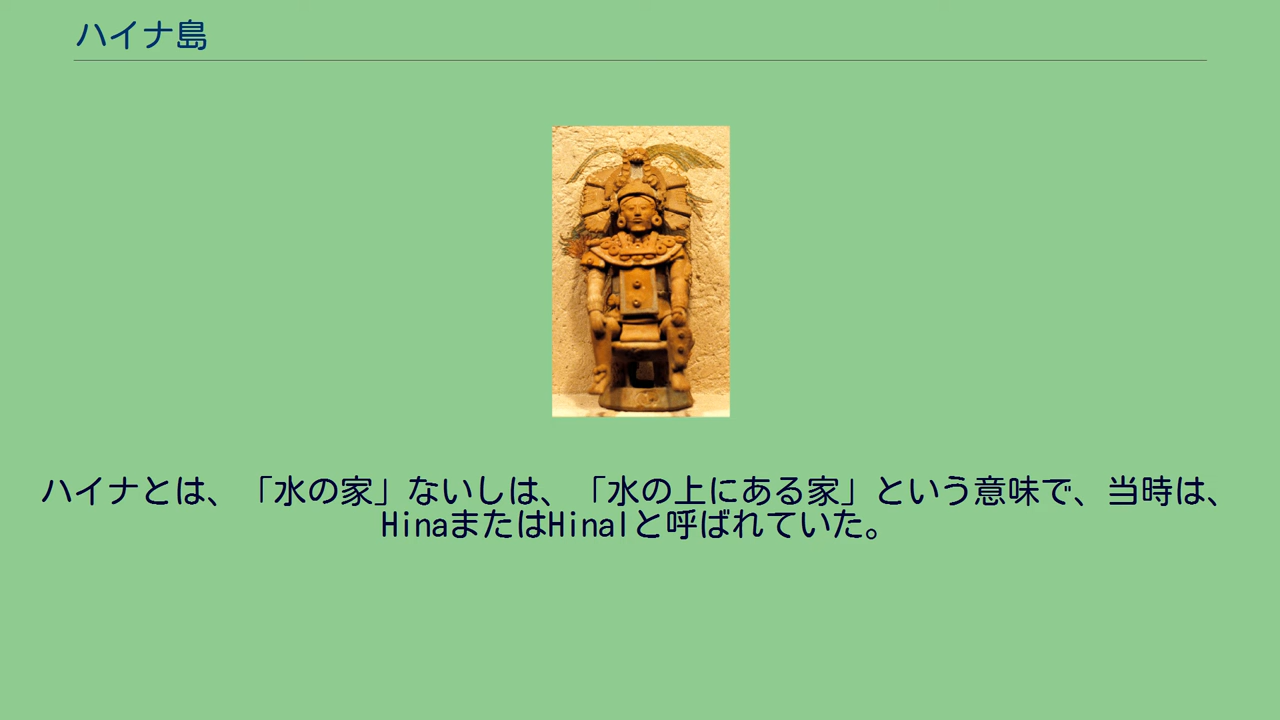 ハイナ島
ハイナとは、「水の家」ないしは、「水の上にある家」という意味で、当時は、
HinaまたはHinalと呼ばれていた。